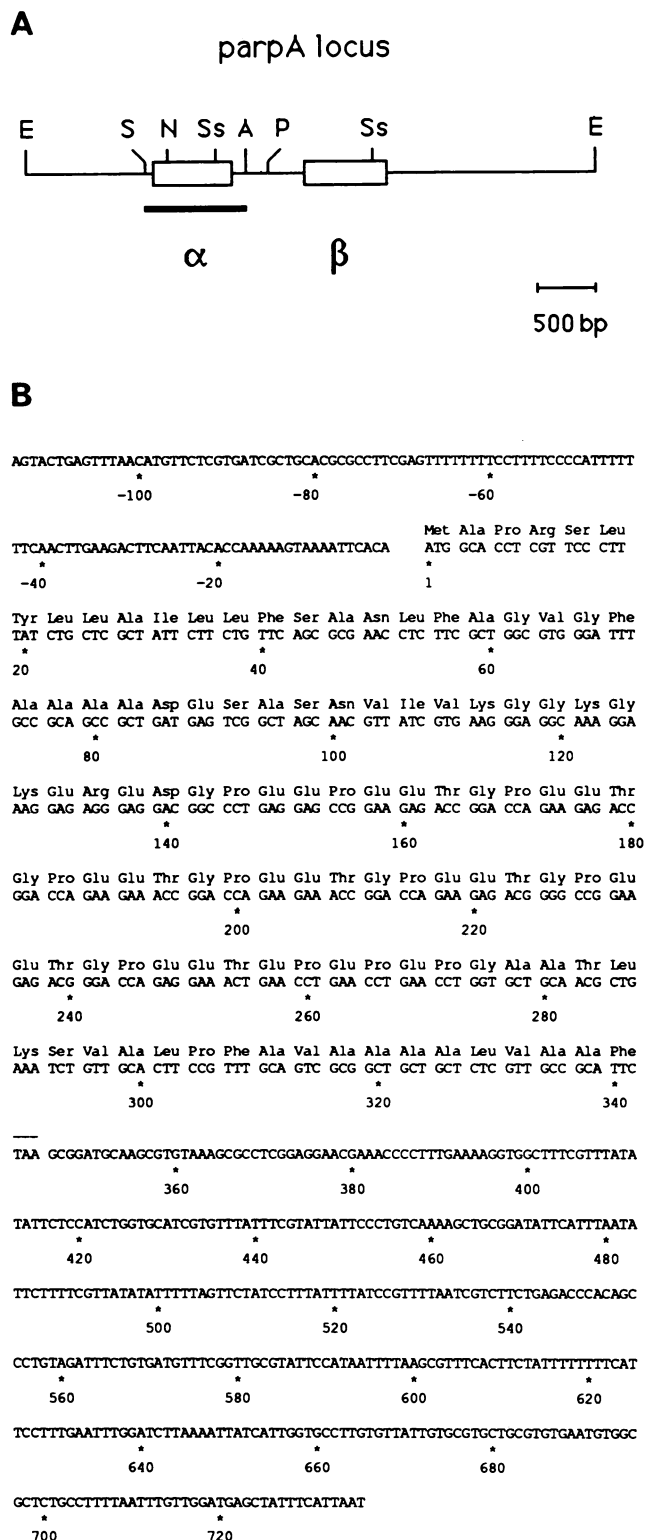 A
parpA locus
E S N Ss A P Ss E
α β
500 bp
B
AGTACTGAGTTTAACATGTTCTCGTGATCGCTGCACGCGCCTTCGAGTTTTTTTTTCCTTTTCCCCATTTTT
* * *
-100 -80 -60
Met Ala Pro Arg Ser Leu
TTCAACTTGAAGACTTCAATTACACCAAAAAGTAAAATTCACA ATG GCA CCT CGT TCC CTT
* * *
-40 -20 1
Tyr Leu Leu Ala Ile Leu Leu Phe Ser Ala Asn Leu Phe Ala Gly Val Gly Phe
TAT CTG CTC GCT ATT CTT CTG TTC AGC GCG AAC CTC TTC GCT GGC GTG GGA TTT
* * *
20 40 60
Ala Ala Ala Ala Asp Glu Ser Ala Ser Asn Val Ile Val Lys Gly Gly Lys Gly
GCC GCA GCC GCT GAT GAG TCG GCT AGC AAC GTT ATC GTG AAG GGA GGC AAA GGA
* * *
80 100 120
Lys Glu Arg Glu Asp Gly Pro Glu Glu Pro Glu Glu Thr Gly Pro Glu Glu Thr
AAG GAG AGG GAG GAC GGC CCT GAG GAG CCG GAA GAG ACC GGA CCA GAA GAG ACC
* * *
140 160 180
Gly Pro Glu Glu Thr Gly Pro Glu Glu Thr Gly Pro Glu Glu Thr Gly Pro Glu
GGA CCA GAA GAA ACC GGA CCA GAA GAA ACC GGA CCA GAA GAG ACG GGG CCG GAA
* *
200 220
Glu Thr Gly Pro Glu Glu Thr Glu Pro Glu Pro Glu Pro Gly Ala Ala Thr Leu
GAG ACG GGA CCA GAG GAA ACT GAA CCT GAA CCT GAA CCT GGT GCT GCA ACG CTG
* * *
240 260 280
Lys Ser Val Ala Leu Pro Phe Ala Val Ala Ala Ala Ala Leu Val Ala Ala Phe
AAA TCT GTT GCA CTT CCG TTT GCA GTC GCG GCT GCT GCT CTC GTT GCC GCA TTC
* * *
300 320 340
TAA GCGGATGCAAGCGTGTAAAGCGCCTCGGAGGAACGAAACCCCTTTGAAAAGGTGGCTTTCGTTTATA
* * *
360 380 400
TATTCTCCATCTGGTGCATCGTGTTTATTTCGTATTATTCCCTGTCAAAAGCTGCGGATATTCATTTAATA
* * * *
420 440 460 480
TTCTTTTCGTTATATATTTTTAGTTCTATCCTTTATTTTATCCGTTTTAATCGTCTTCTGAGACCCACAGC
* * *
500 520 540
CCTGTAGATTTCTGTGATGTTTCGGTTGCGTATTCCATAATTTTAAGCGTTTCACTTCTATTTTTTTTCAT
* * * *
560 580 600 620
TCCTTTGAATTTGGATCTTAAAATTATCATTGGTGCCTTGTGTTATTGTGCGTGCTGCGTGTGAATGTGGC
* * *
640 660 680
GCTCTGCCTTTTAATTTGTTGGATGAGCTATTTCATTAAT
* *
700 720